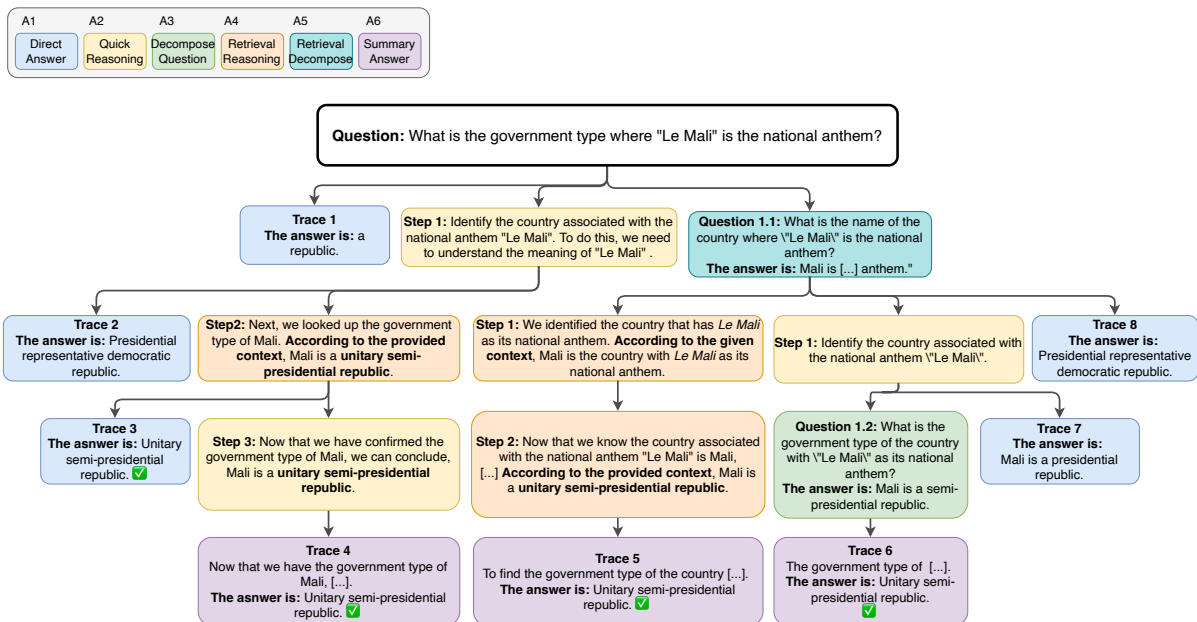 A1 A2 A3 A4 A5 A6
Direct
Answer
Quick
Reasoning
Decompose
Question
Retrieval
Reasoning
Retrieval
Decompose
Summary
Answer
Question: What is the government type where "Le Mali" is the national anthem?
Trace 1
The answer is: a
republic.
Step 1: Identify the country associated with the
national anthem "Le Mali". To do this, we need
to understand the meaning of "Le Mali" .
Question 1.1: What is the name of the
country where \"Le Mali\" is the national
anthem?
The answer is: Mali is [...] anthem."
Trace 2
The answer is: Presidential
representative democratic
republic.
Step2: Next, we looked up the government
type of Mali. According to the provided
context, Mali is a unitary semi-
presidential republic.
Step 1: We identified the country that has Le Mali
as its national anthem. According to the given
context, Mali is the country with Le Mali as its
national anthem.
Step 1: Identify the country associated with
the national anthem \"Le Mali\".
Trace 8
The answer is:
Presidential representative
democratic republic.
Trace 3
The asnwer is: Unitary
semi-presidential
republic. ✅
Step 3: Now that we have confirmed the
government type of Mali, we can conclude,
Mali is a unitary semi-presidential
republic.
Step 2: Now that we know the country associated
with the national anthem "Le Mali" is Mali,
[...] According to the provided context, Mali is
a unitary semi-presidential republic.
Question 1.2: What is the
government type of the country
with \"Le Mali\" as its national
anthem?
The answer is: Mali is a semi-
presidential republic.
Trace 7
The answer is:
Mali is a presidential
republic.
Trace 4
Now that we have the government type of
Mali, [...].
The answer is: Unitary semi-presidential
republic. ✅
Trace 5
To find the government type of the country [...].
The answer is: Unitary semi-presidential
republic. ✅
Trace 6
The government type of [...].
The answer is: Unitary semi-
presidential republic.
✅